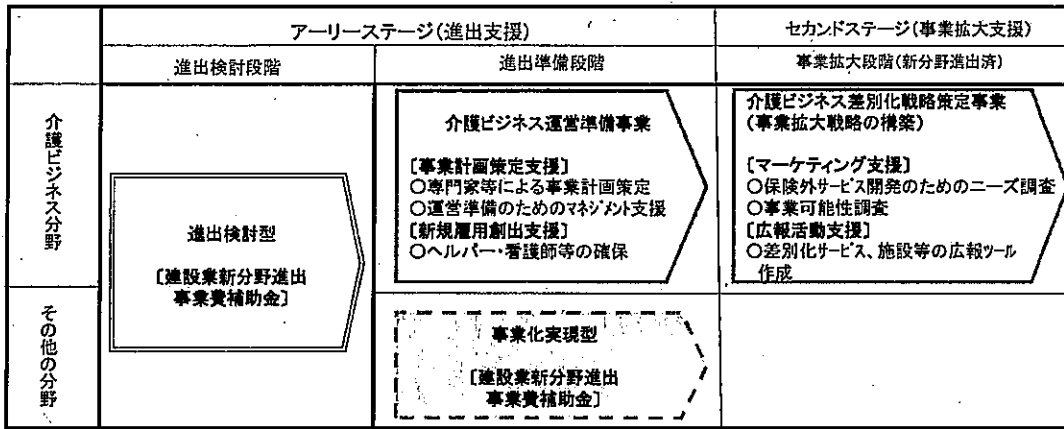 アーリーステージ(進出支援)
セカンドステージ(事業拡大支援)
進出検討段階
進出準備段階
事業拡大段階(新分野進出済)
介護ビジネス分野
進出検討型
[建設業新分野進出
事業費補助金]
介護ビジネス運営準備事業
[事業計画策定支援]
○専門家等による事業計画策定
○運営準備のためのマネジメント支援
[新規雇用創出支援]
○ヘルパー・看護師等の確保
介護ビジネス差別化戦略策定事業
(事業拡大戦略の構築)
[マーケティング支援]
○保険外サービス開発のためのニーズ調査
○事業可能性調査
[広報活動支援]
○差別化サービス、施設等の広報ツール
作成
その他の分野
事業化実現型
[建設業新分野進出
事業費補助金]